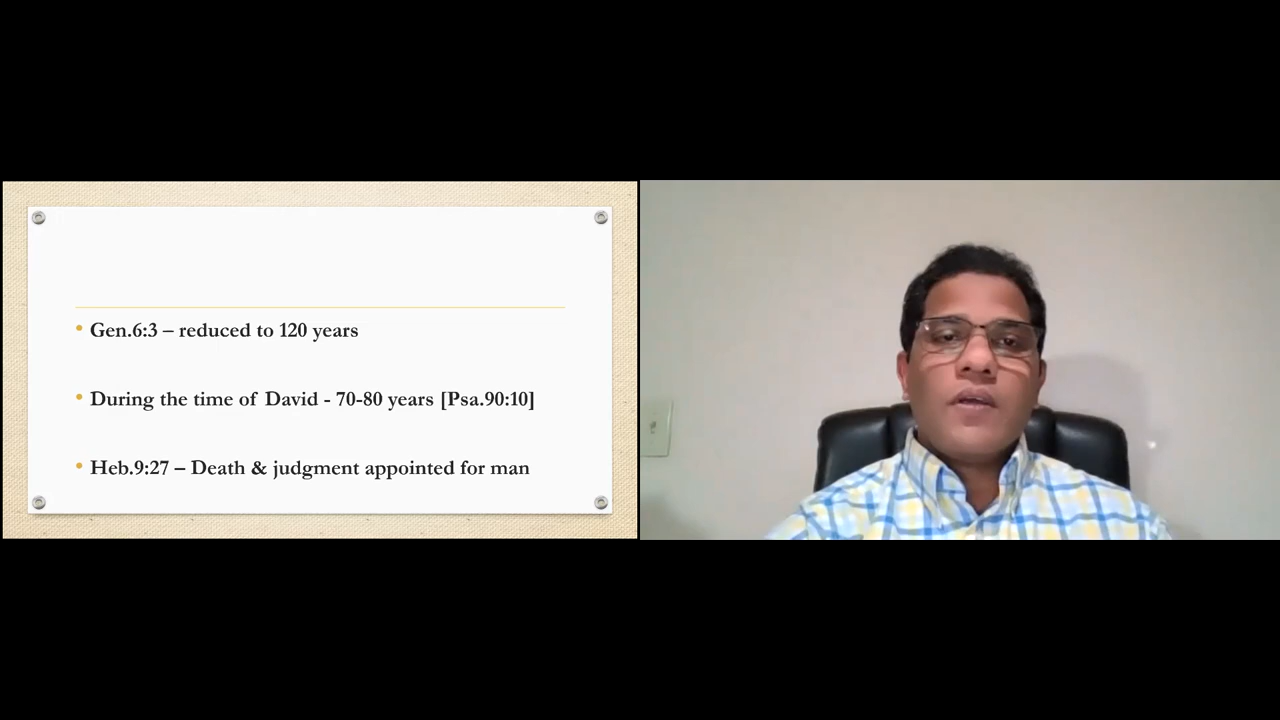 • Gen.6:3 – reduced to 120 years
• During the time of David - 70-80 years [Psa.90:10]
• Heb.9:27 – Death & judgment appointed for man